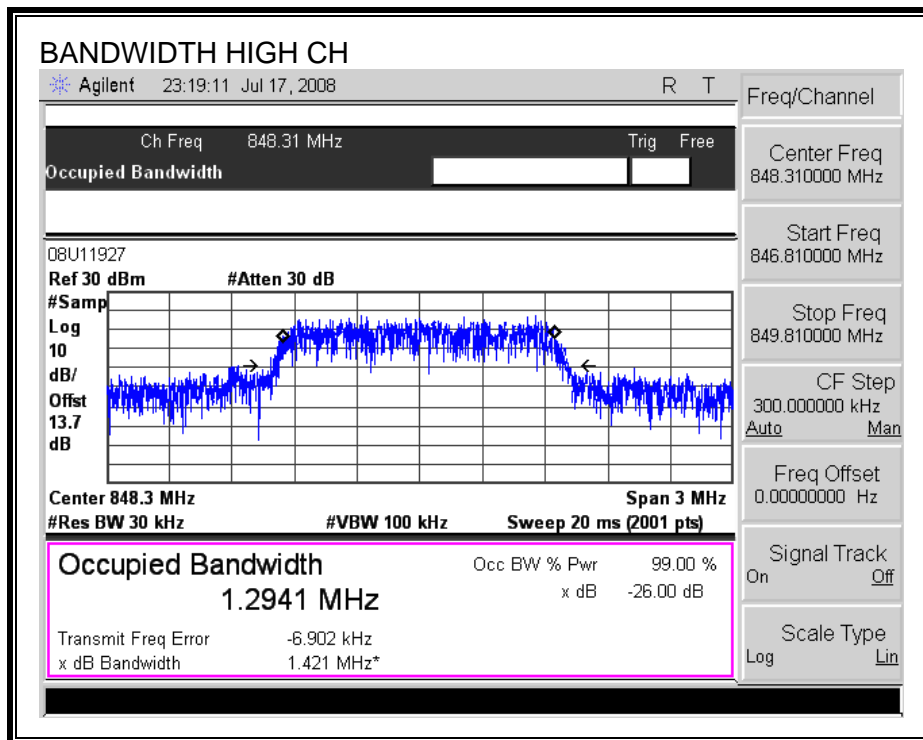 BANDWIDTH HIGH CH
Agilent 23:19:11 Jul 17, 2008 R T
Freq/Channel
Ch Freq 848.31 MHz Trig Free
Occupied Bandwidth
Center Freq
848.310000 MHz
Start Freq
846.810000 MHz
Stop Freq
849.810000 MHz
CF Step
300.000000 kHz
Auto Man
Freq Offset
0.00000000 Hz
Signal Track
On Off
Scale Type
Log Lin
08U11927
Ref 30 dBm #Atten 30 dB
#Samp
Log
10
dB/
Offst
13.7
dB
Center 848.3 MHz Span 3 MHz
#Res BW 30 kHz #VBW 100 kHz Sweep 20 ms (2001 pts)
Occupied Bandwidth Occ BW % Pwr 99.00 %
1.2941 MHz x dB -26.00 dB
Transmit Freq Error -6.902 kHz
x dB Bandwidth 1.421 MHz*